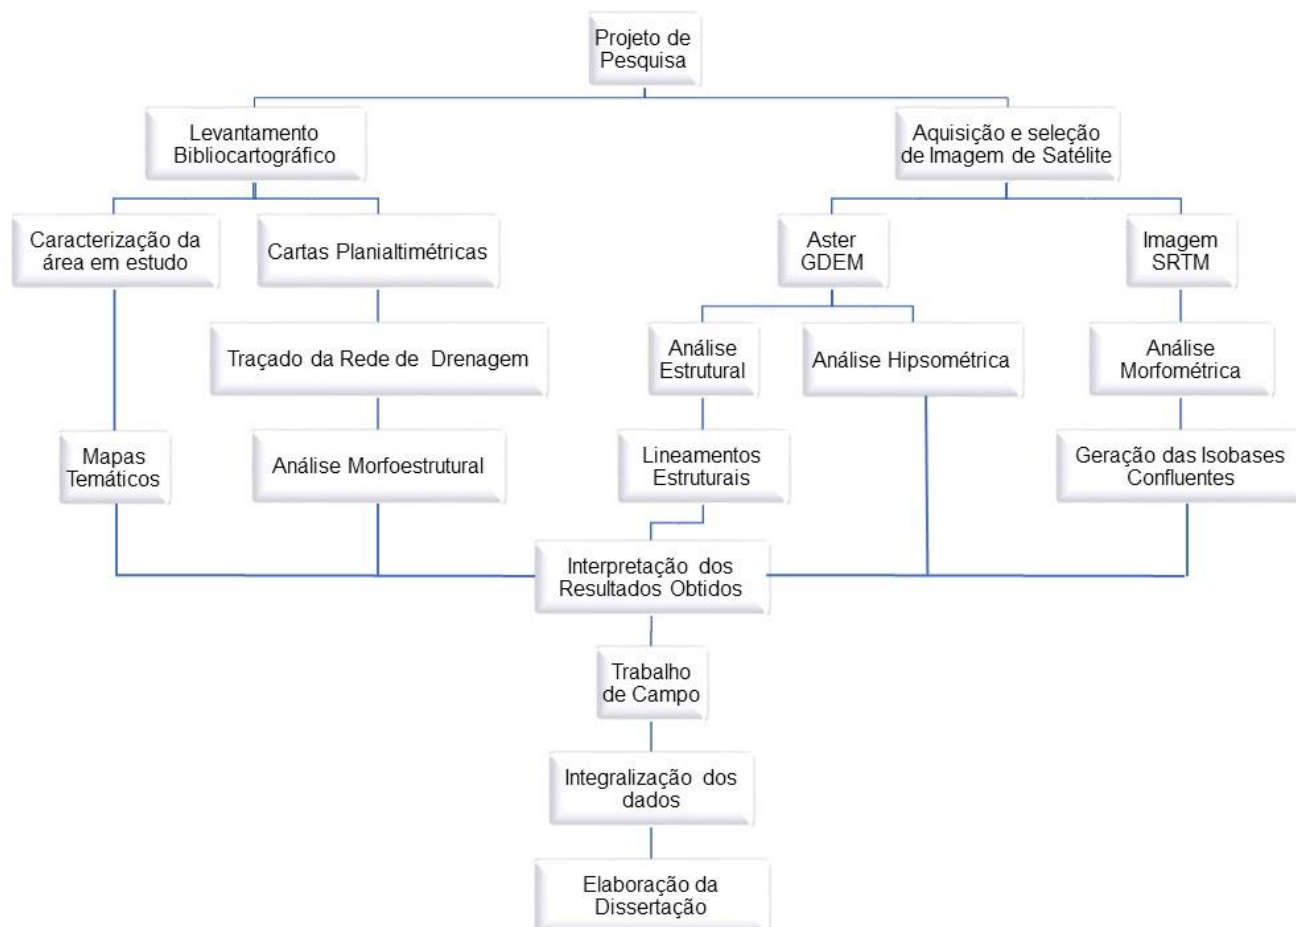 Projeto de
Pesquisa
Levantamento
Bibliocartográfico
Aquisição e seleção
de Imagem de Satélite
Caracterização da
área em estudo
Cartas Planialtimétricas
Aster
GDEM
Imagem
SRTM
Traçado da Rede de Drenagem
Análise
Estrutural
Análise Hipsométrica
Análise
Morfométrica
Mapas
Temáticos
Análise Morfoestrutural
Lineamentos
Estruturais
Geração das Isobases
Confluentes
Interpretação dos
Resultados Obtidos
Trabalho
de Campo
Integralização dos
dados
Elaboração da
Dissertação